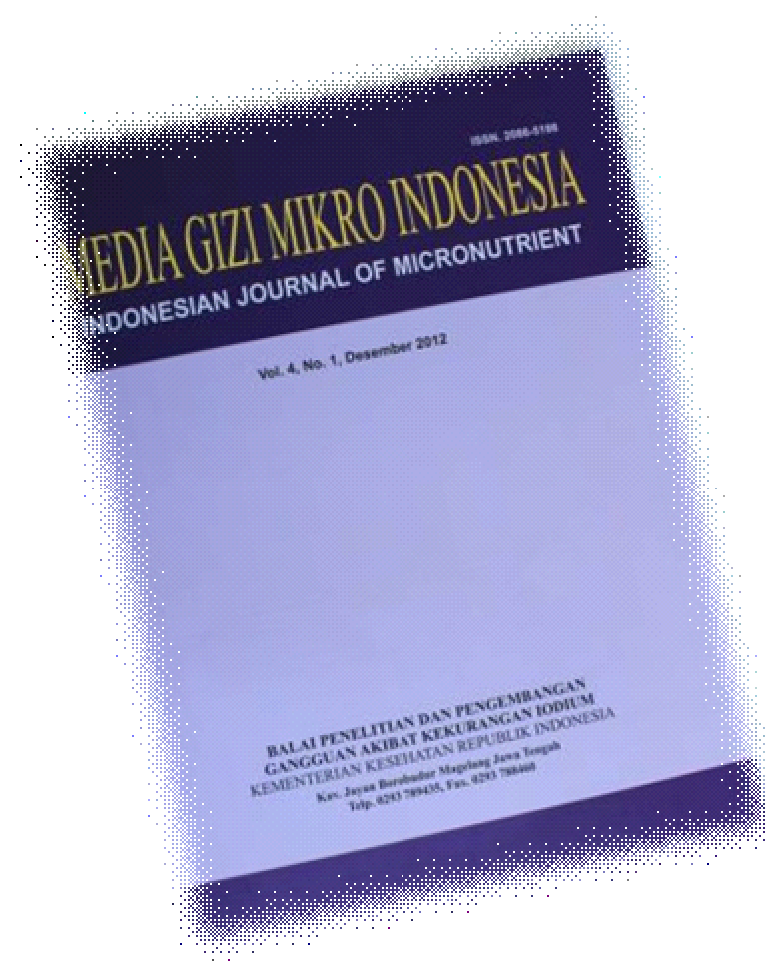 ISSN. 2086-5198
MEDIA GIZI MIKRO INDONESIA
INDONESIAN JOURNAL OF MICRONUTRIENT
Vol. 4, No. 1, Desember 2012
BALAI PENELITIAN DAN PENGEMBANGAN
GANGGUAN AKIBAT KEKURANGAN IODIUM
KEMENTERIAN KESEHATAN REPUBLIK INDONESIA
Kav. Jayan Borobudur Magelang Jawa Tengah
Telp. 0293 789435, Fax. 0293 788460